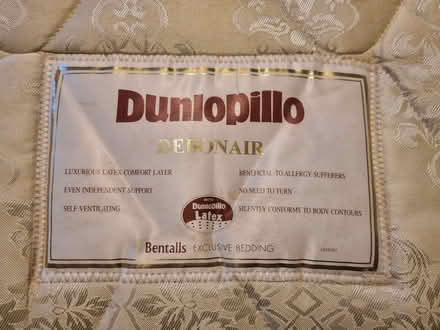 Dunlopillo
DEBONAIR
LUXURIOUS LATEX COMFORT LAYER
EVEN INDEPENDENT SUPPORT
SELF-VENTILATING
BENEFICIAL TO ALLERGY SUFFERERS
NO NEED TO TURN
SILENTLY CONFORMS TO BODY CONTOURS
WITH
Dunlopillo
Latex
Bentalls EXCLUSIVE BEDDING